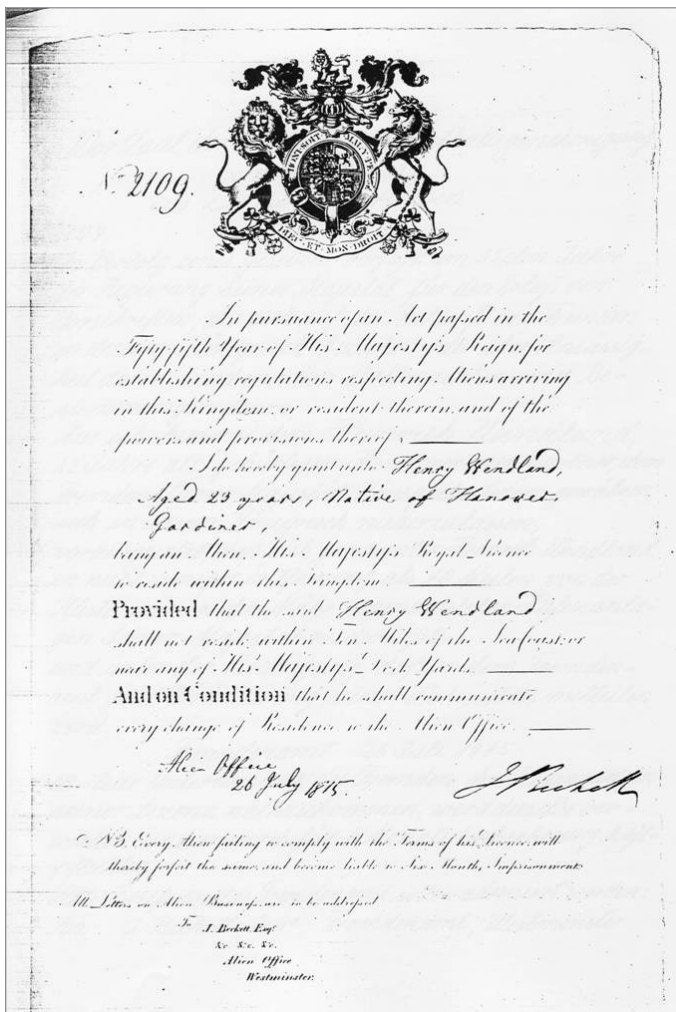 HONI SOIT QUI MAL Y PENSE
DIEU ET MON DROIT
No. 2109.
In pursuance of an Act passed in the
Fifty-fifth Year of His Majesty's Reign, for
establishing regulations respecting Aliens arriving
in this Kingdom, or resident therein, and of the
powers and provisions thereof,
I do hereby grant unto Henry Wendland,
Aged 23 years, Native of Hanover,
Gardiner,
being an Alien, His Majesty's Royal Licence
to reside within this Kingdom
Provided that the said Henry Wendland
shall not reside within Ten Miles of the Sea Coast or
near any of His Majesty's Dock Yard.
And on Condition that he shall communicate
every change of Residence to the Alien Office.
Alien Office
26 July 1815.
J Beckett
NB. Every Alien failing to comply with the Terms of his Licence, will
thereby forfeit the same, and become liable to Six Months Imprisonment.
All Letters on Alien Business, are to be addressed
To J. Beckett Esqr.
&c. &c. &c.
Alien Office
Westminster.